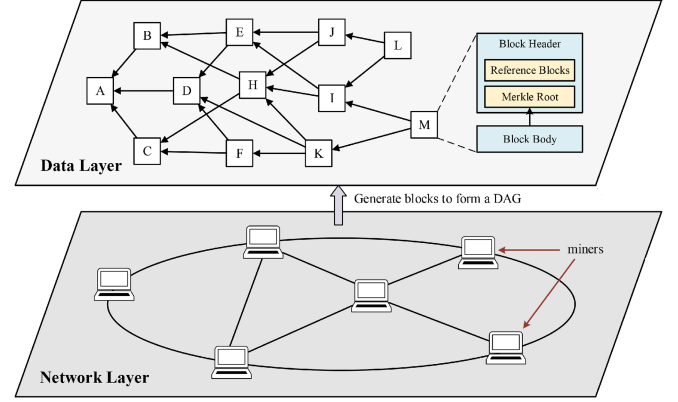 B
E
J
L
Block Header
Reference Blocks
Merkle Root
A
D
H
I
M
Block Body
C
F
K
Data Layer
Generate blocks to form a DAG
miners
Network Layer